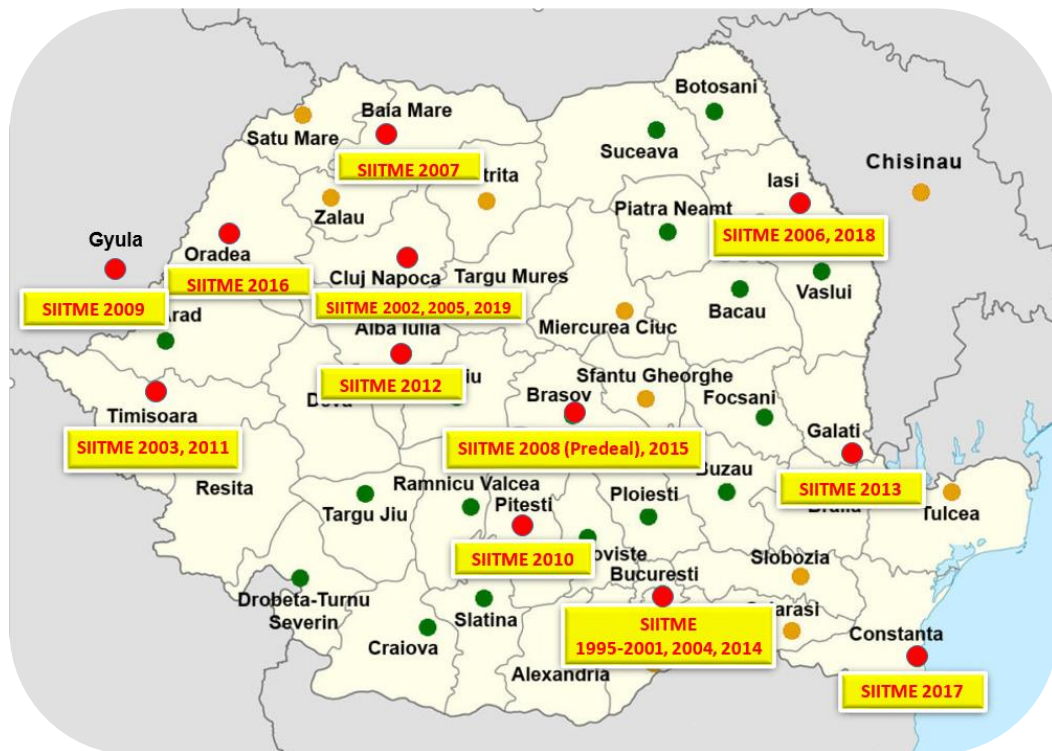 Botosani
Baia Mare
Satu Mare
Suceava
SIITME 2007
Chisinau
Iasi
Zalau
Piatra Neamt
SIITME 2006, 2018
Gyula
Oradea
Cluj Napoca
Targu Mures
SIITME 2016
Vaslui
SIITME 2009
SIITME 2002, 2005, 2019
Bacau
Alba Iulia
Miercurea Ciuc
SIITME 2012
Sfantu Gheorghe
Brasov
Focsani
Timisoara
Galati
SIITME 2003, 2011
SIITME 2008 (Predeal), 2015
Buzau
Resita
Ramnicu Valcea
Ploiesti
SIITME 2013
Targu Jiu
Pitesti
Tulcea
SIITME 2010
Slobozia
Bucuresti
Drobeta-Turnu
Severin
Slatina
SIITME
1995-2001, 2004, 2014
Craiova
Constanta
Alexandria
SIITME 2017